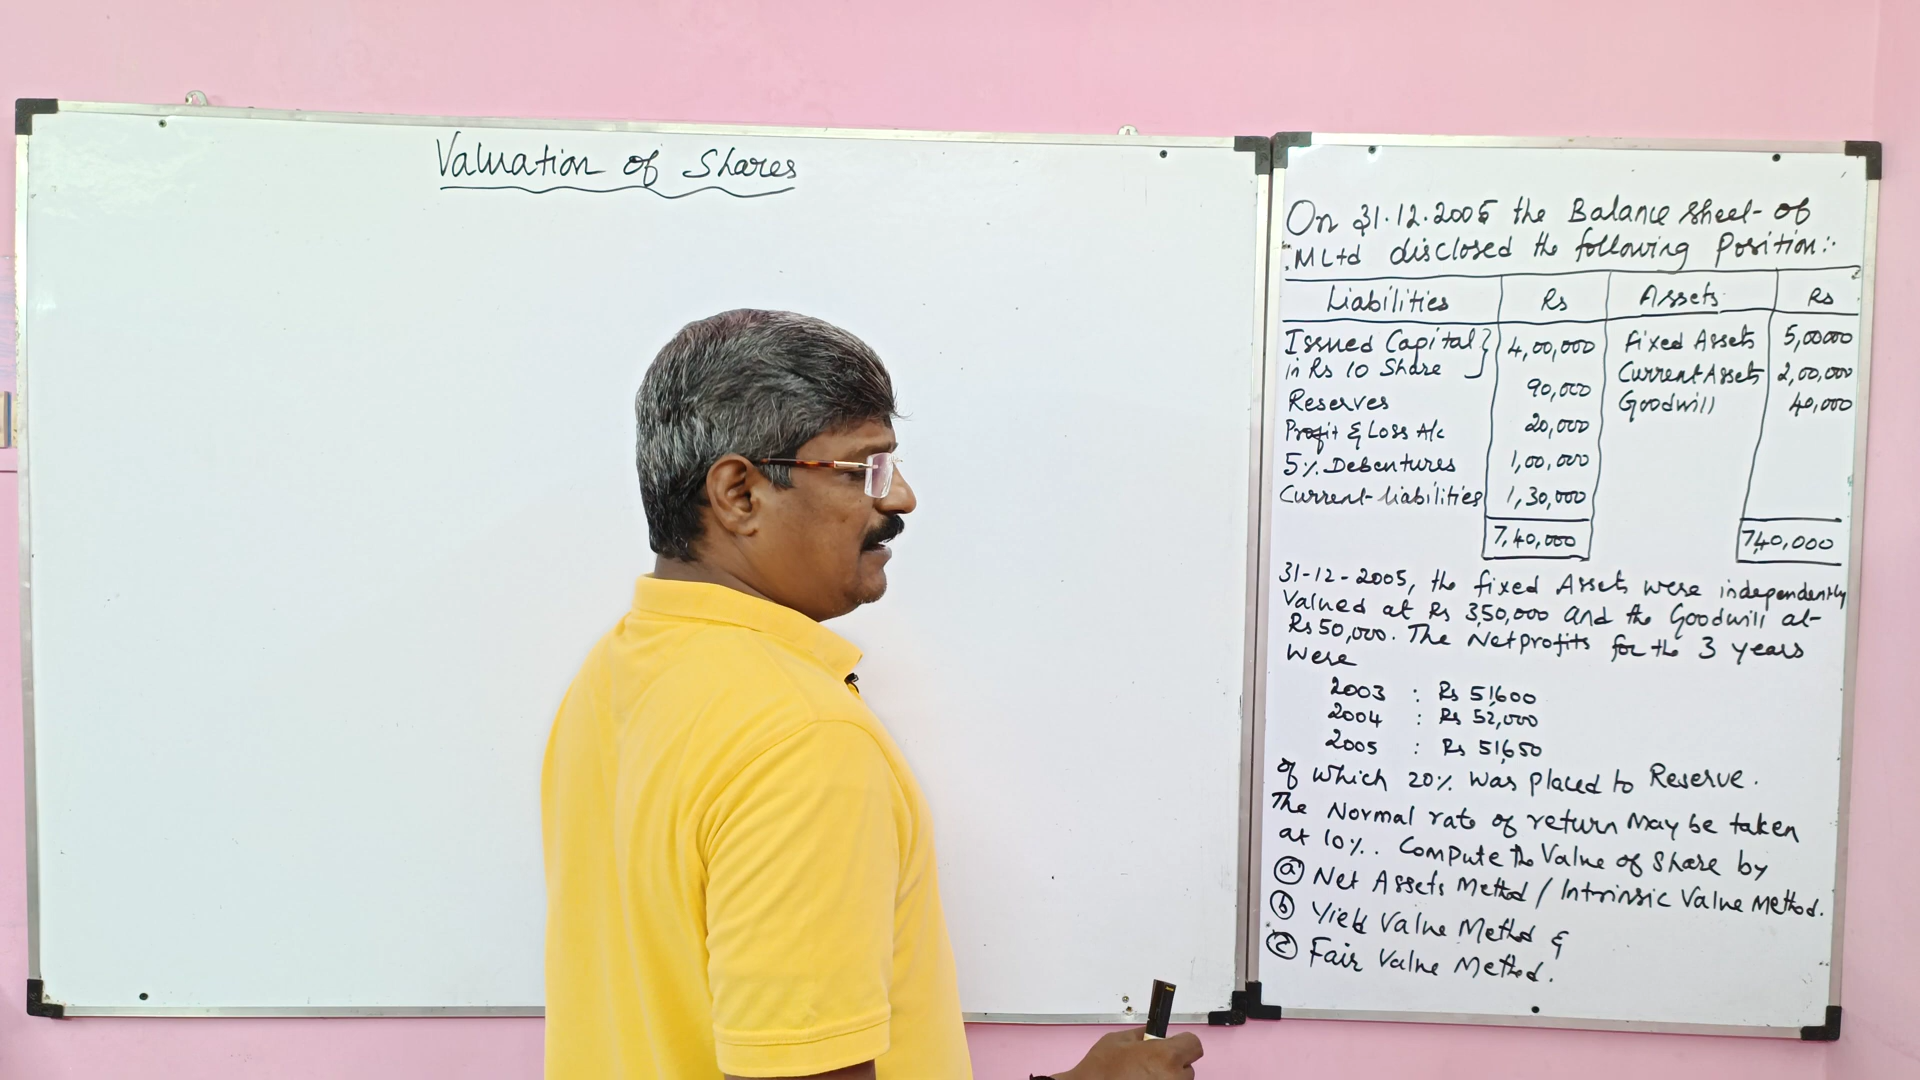 Valuation of Shares
On 31.12.2005 the Balance Sheet of
M Ltd disclosed the following Position:
Liabilities Rs Assets Rs
Issued Capital 4,00,000 Fixed Assets 5,00000
in Rs 10 Share Current Assets 2,00,000
Reserves 90,000 Goodwill 40,000
Profit & Loss A/c 20,000
5% Debentures 1,00,000
Current liabilities 1,30,000
7,40,000 7,40,000
31-12-2005, the fixed Assets were independently
Valued at Rs 3,50,000 and the Goodwill at
Rs 50,000. The Net profits for the 3 years
Were
2003 : Rs 51,600
2004 : Rs 52,000
2005 : Rs 51,650
of which 20% was placed to Reserve.
The Normal rate of return May be taken
at 10%. Compute the Value of Share by
(a) Net Assets Method / Intrinsic Value Method.
(b) Yield Value Method &
(c) Fair Value Method.